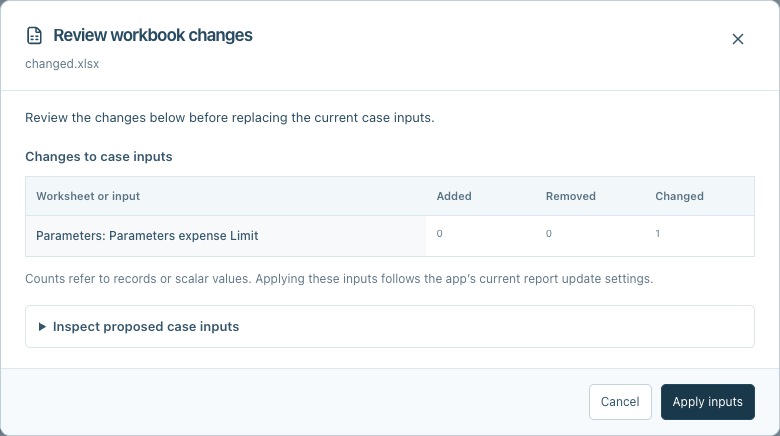 Review workbook changes
changed.xlsx
Review the changes below before replacing the current case inputs.
Changes to case inputs
Worksheet or input Added Removed Changed
Parameters: Parameters expense Limit 0 0 1
Counts refer to records or scalar values. Applying these inputs follows the app’s current report update settings.
Inspect proposed case inputs
Cancel Apply inputs